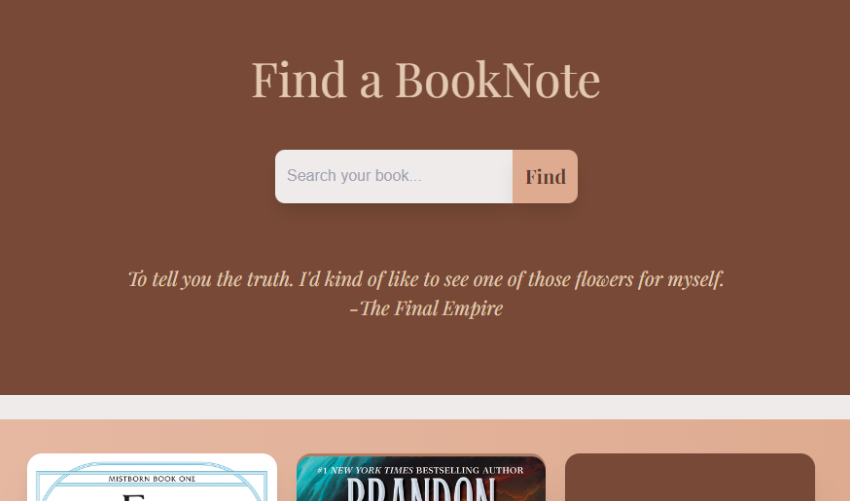 Find a BookNote
Search your book...
Find
To tell you the truth. I'd kind of like to see one of those flowers for myself.
-The Final Empire
MISTBORN BOOK ONE
#1 NEW YORK TIMES BESTSELLING AUTHOR
BRANDON